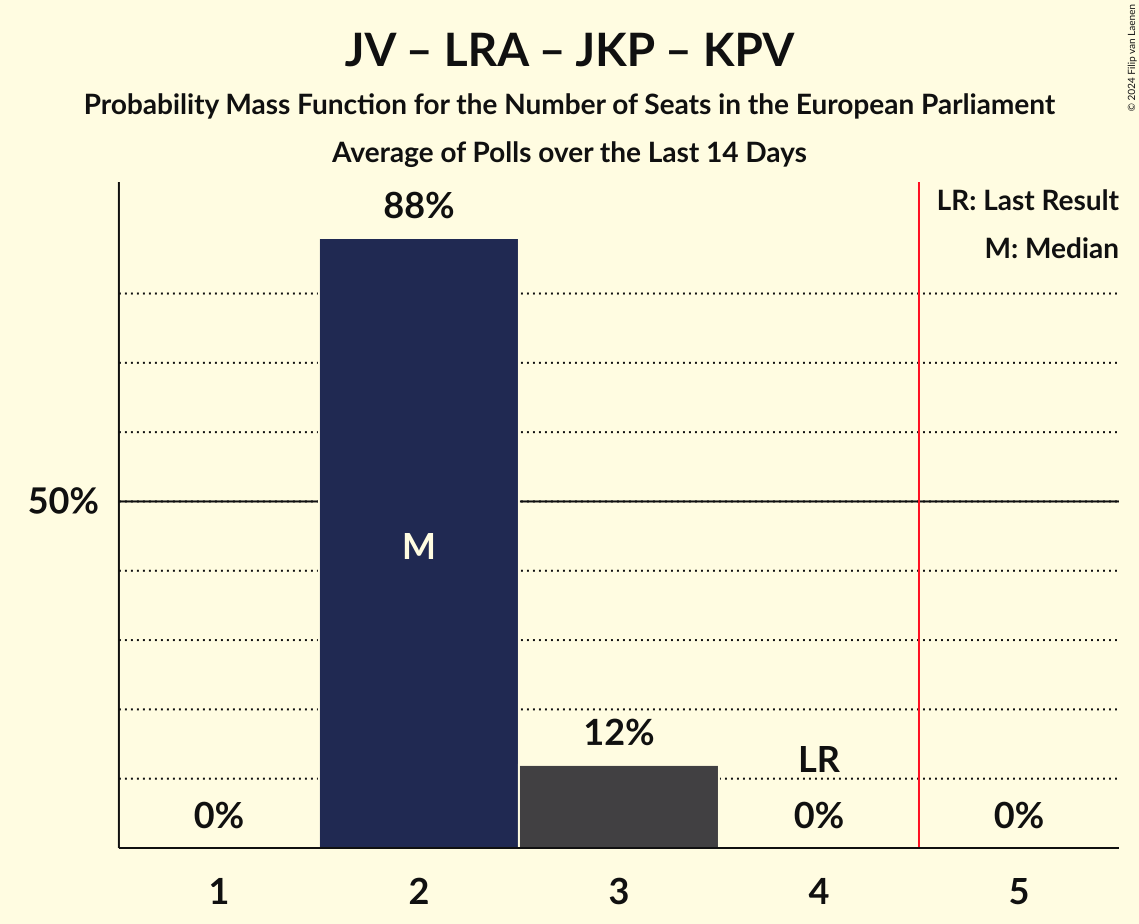 JV – LRA – JKP – KPV
Probability Mass Function for the Number of Seats in the European Parliament
Average of Polls over the Last 14 Days
© 2024 Filip van Laenen
LR: Last Result
M: Median
88%
50%
M
12%
LR
0%
0%
0%
1
2
3
4
5